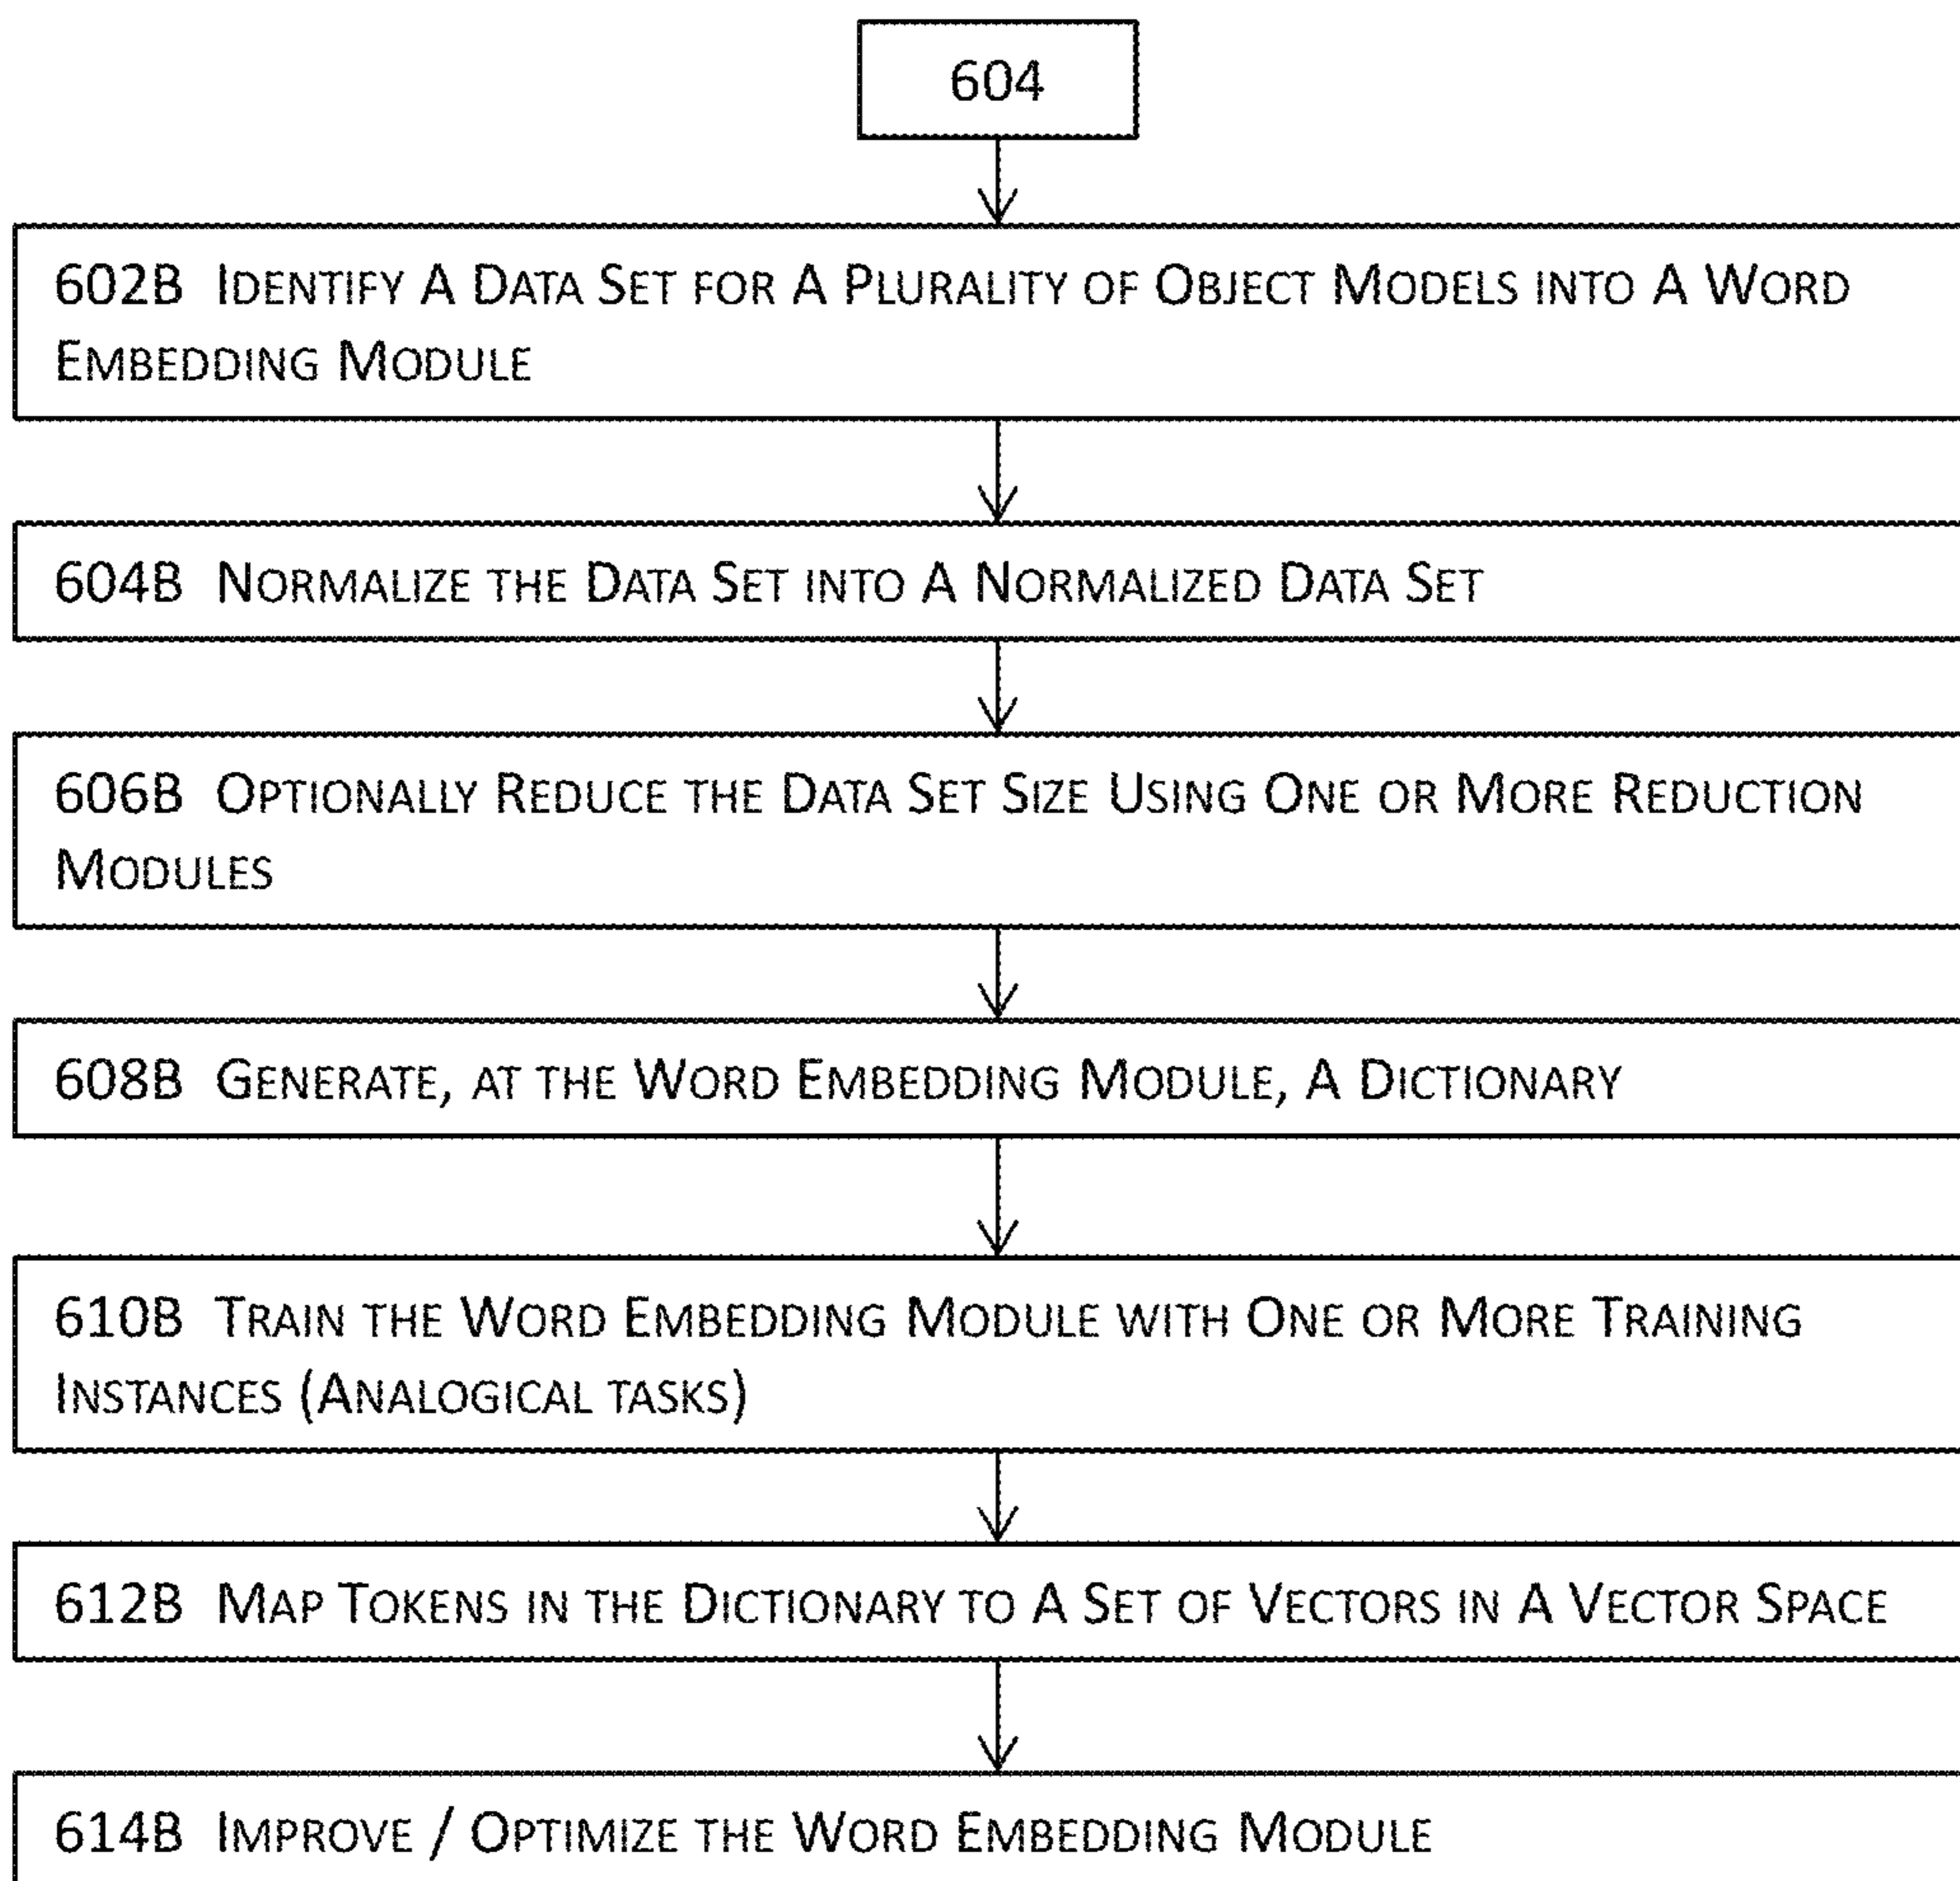 604
602B Identify A Data Set for A Plurality of Object Models into A Word
Embedding Module
604B Normalize the Data Set into A Normalized Data Set
606B Optionally Reduce the Data Set Size Using One or More Reduction
Modules
608B Generate, at the Word Embedding Module, A Dictionary
610B Train the Word Embedding Module with One or More Training
Instances (Analogical tasks)
612B Map Tokens in the Dictionary to A Set of Vectors in A Vector Space
614B Improve / Optimize the Word Embedding Module